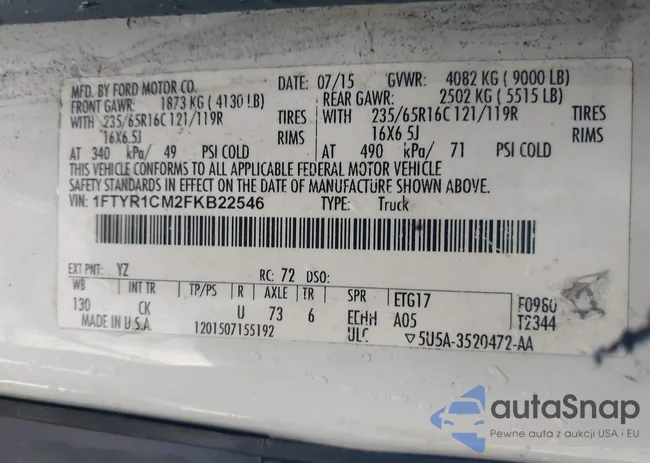 MFD. BY FORD MOTOR CO. DATE: 07/15 GVWR: 4082 KG ( 9000 LB)
FRONT GAWR: 1873 KG ( 4130 LB) REAR GAWR: 2502 KG ( 5515 LB)
WITH 235/65R16C 121/119R TIRES WITH 235/65R16C 121/119R TIRES
16X6.5J RIMS 16X6.5J RIMS
AT 340 kPa/ 49 PSI COLD AT 490 kPa/ 71 PSI COLD
THIS VEHICLE CONFORMS TO ALL APPLICABLE FEDERAL MOTOR VEHICLE
SAFETY STANDARDS IN EFFECT ON THE DATE OF MANUFACTURE SHOWN ABOVE.
VIN: 1FTYR1CM2FKB22546 TYPE: Truck
EXT PNT: YZ RC: 72 DSO:
WB INT TR TP/PS R AXLE TR SPR ETG17 F0980
130 CK U 73 6 ECHH A05 T2344
MADE IN U.S.A. 1201507155192 ULC ▽5U5A-3520472-AA
autaSnap
Pewne auta z aukcji USA i EU